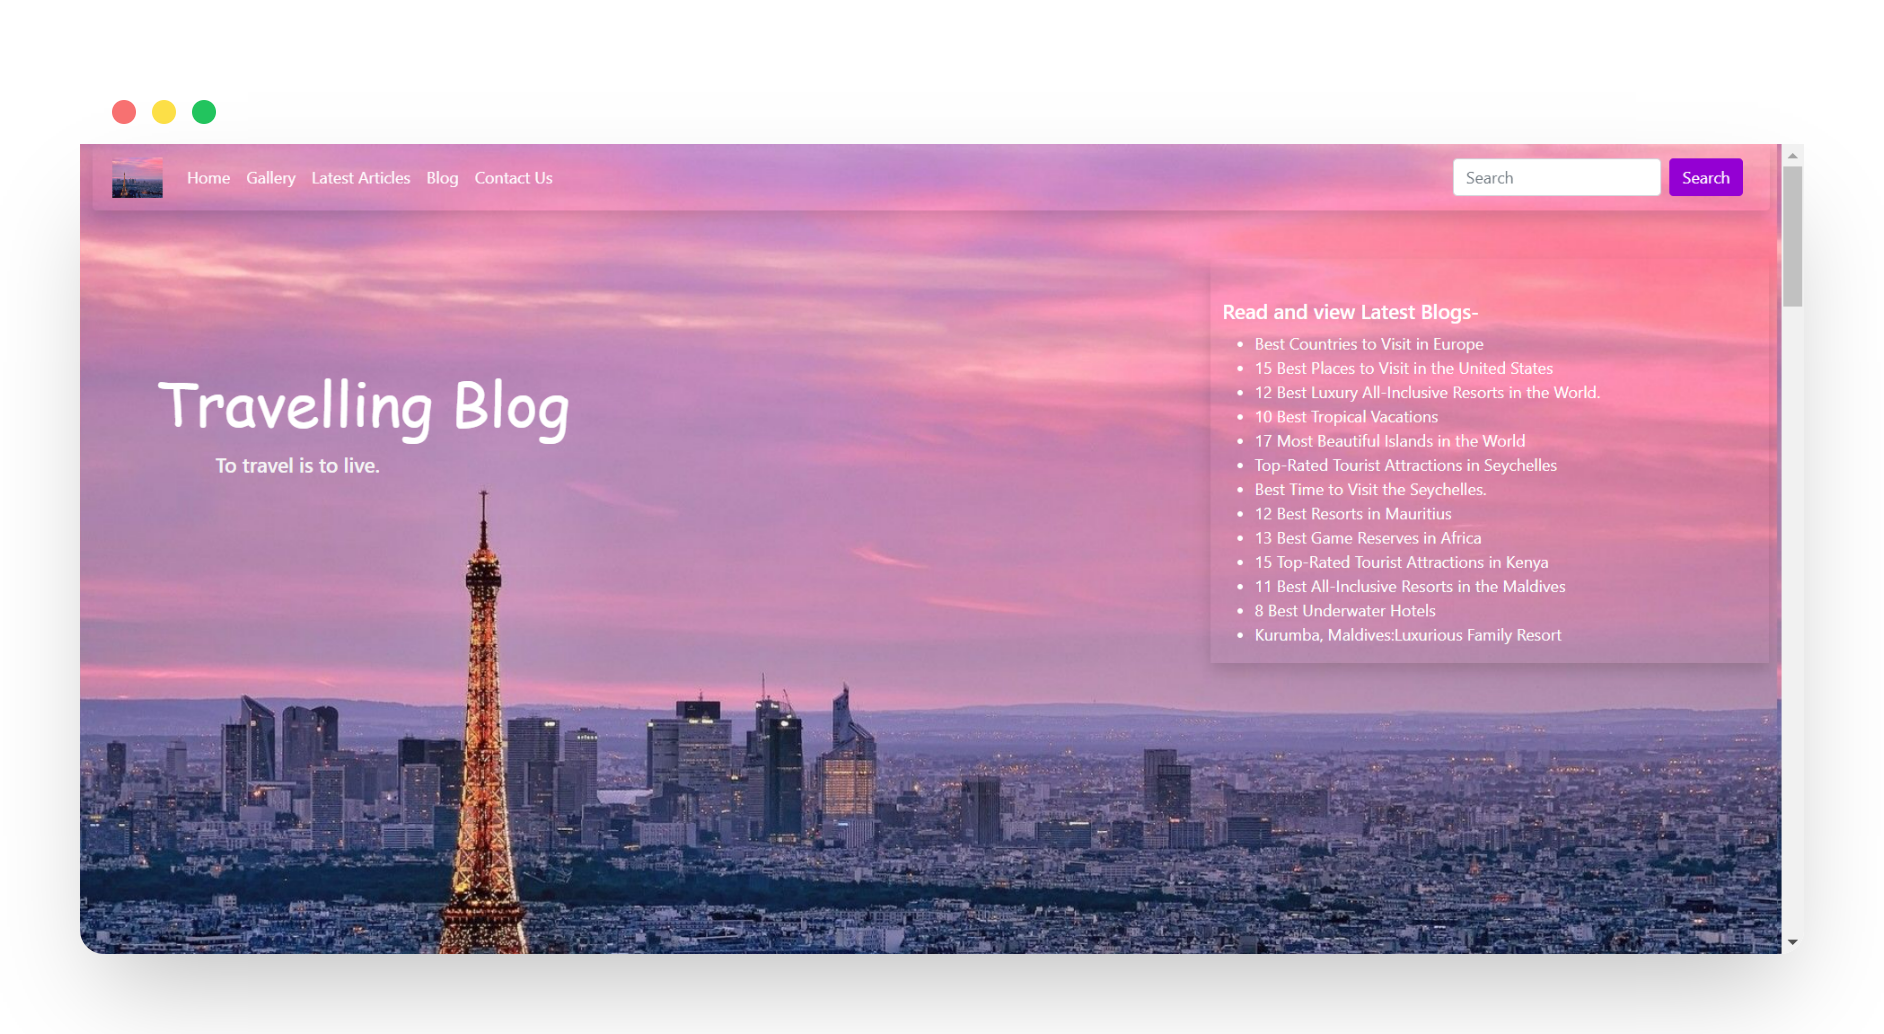 Home
Gallery
Latest Articles
Blog
Contact Us
Search
Search
Travelling Blog
To travel is to live.
Read and view Latest Blogs-
Best Countries to Visit in Europe
15 Best Places to Visit in the United States
12 Best Luxury All-Inclusive Resorts in the World.
10 Best Tropical Vacations
17 Most Beautiful Islands in the World
Top-Rated Tourist Attractions in Seychelles
Best Time to Visit the Seychelles.
12 Best Resorts in Mauritius
13 Best Game Reserves in Africa
15 Top-Rated Tourist Attractions in Kenya
11 Best All-Inclusive Resorts in the Maldives
8 Best Underwater Hotels
Kurumba, Maldives:Luxurious Family Resort